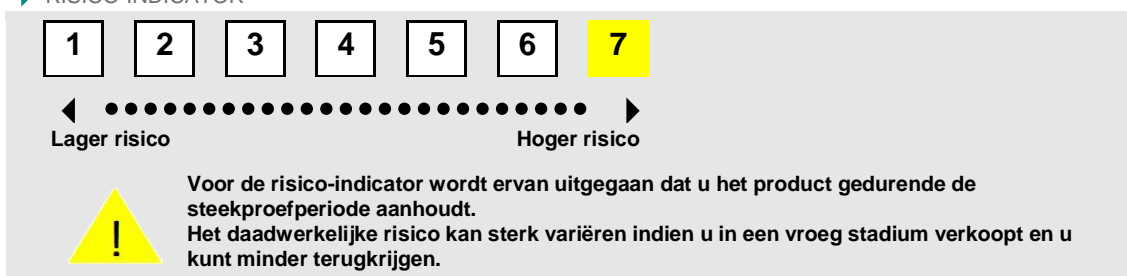 RISICO-INDICATOR
1 2 3 4 5 6 7
Lager risico Hoger risico
Voor de risico-indicator wordt ervan uitgegaan dat u het product gedurende de
steekproefperiode aanhoudt.
Het daadwerkelijke risico kan sterk variëren indien u in een vroeg stadium verkoopt en u
kunt minder terugkrijgen.